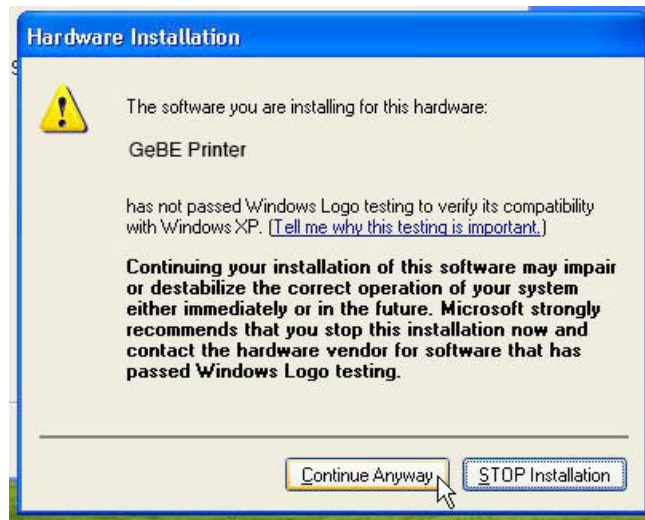 Hardware Installation
The software you are installing for this hardware:
GeBE Printer
has not passed Windows Logo testing to verify its compatibility
with Windows XP. (Tell me why this testing is important.)
Continuing your installation of this software may impair
or destabilize the correct operation of your system
either immediately or in the future. Microsoft strongly
recommends that you stop this installation now and
contact the hardware vendor for software that has
passed Windows Logo testing.
Continue Anyway
STOP Installation